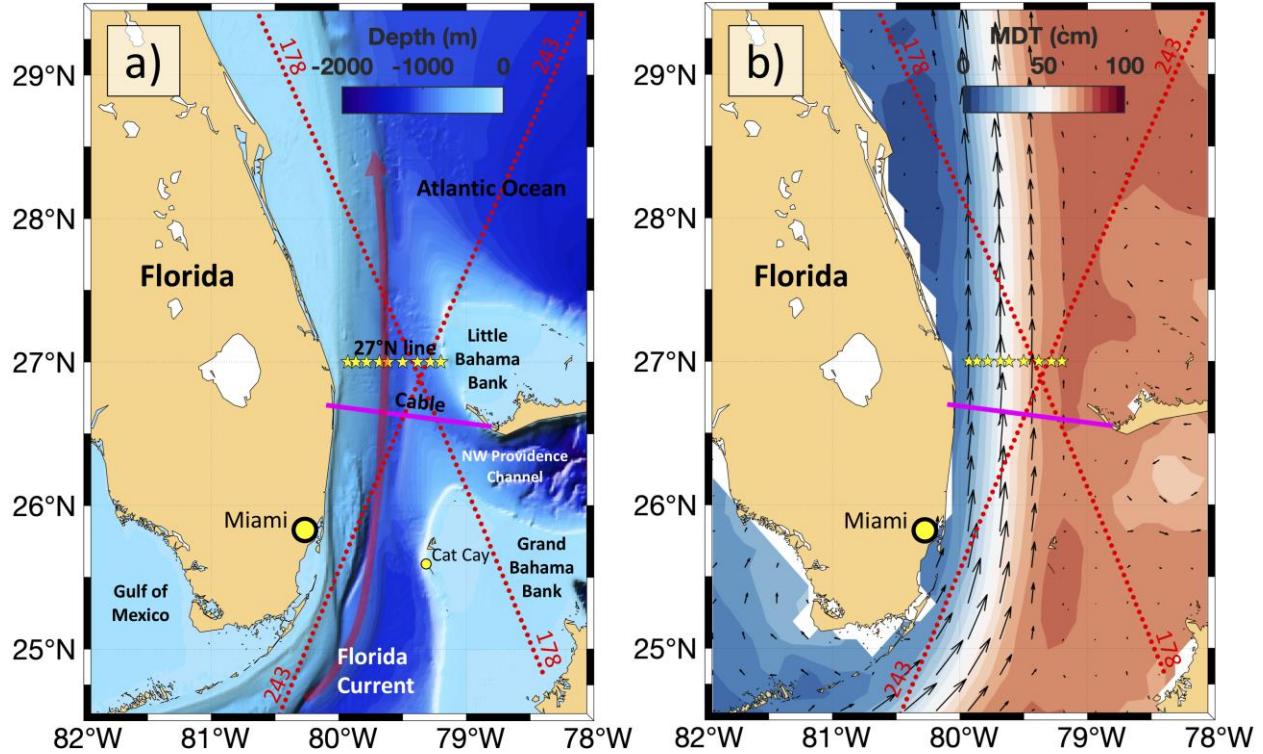 a)
Depth (m)
-2000 -1000 0
178
243
Atlantic Ocean
Florida
27°N line
Little
Bahama
Bank
Cable
NW Providence
Channel
Miami
Cat Cay
Grand
Bahama
Bank
Gulf of
Mexico
Florida
Current
243
178
29°N
28°N
27°N
26°N
25°N
82°W 81°W 80°W 79°W 78°W
b)
MDT (cm)
0 50 100
178
243
Florida
Miami
243
178
29°N
28°N
27°N
26°N
25°N
82°W 81°W 80°W 79°W 78°W